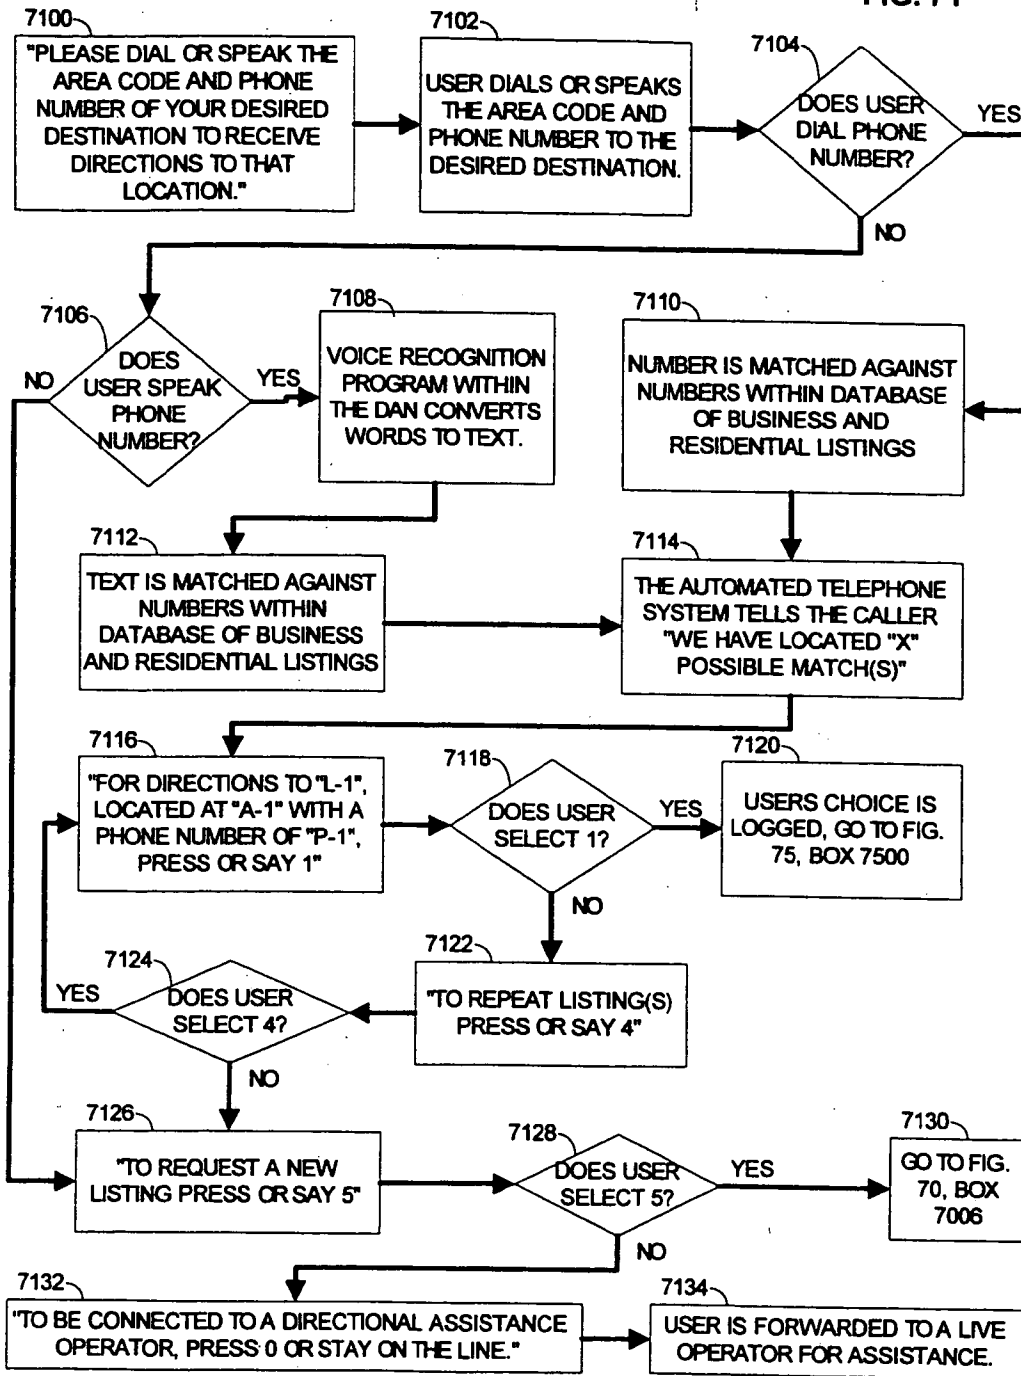 FIG. 71
7100
"PLEASE DIAL OR SPEAK THE
AREA CODE AND PHONE
NUMBER OF YOUR DESIRED
DESTINATION TO RECEIVE
DIRECTIONS TO THAT
LOCATION."
7102
USER DIALS OR SPEAKS
THE AREA CODE AND
PHONE NUMBER TO THE
DESIRED DESTINATION.
7104
DOES USER
DIAL PHONE
NUMBER?
YES
NO
7106
DOES
USER SPEAK
PHONE
NUMBER?
NO
YES
7108
VOICE RECOGNITION
PROGRAM WITHIN
THE DAN CONVERTS
WORDS TO TEXT.
7110
NUMBER IS MATCHED AGAINST
NUMBERS WITHIN DATABASE
OF BUSINESS AND
RESIDENTIAL LISTINGS
7112
TEXT IS MATCHED AGAINST
NUMBERS WITHIN
DATABASE OF BUSINESS
AND RESIDENTIAL LISTINGS
7114
THE AUTOMATED TELEPHONE
SYSTEM TELLS THE CALLER
"WE HAVE LOCATED "X"
POSSIBLE MATCH(S)"
7116
"FOR DIRECTIONS TO "L-1",
LOCATED AT "A-1" WITH A
PHONE NUMBER OF "P-1",
PRESS OR SAY 1"
7118
DOES USER
SELECT 1?
YES
NO
7120
USERS CHOICE IS
LOGGED, GO TO FIG.
75, BOX 7500
7122
"TO REPEAT LISTING(S)
PRESS OR SAY 4"
7124
DOES USER
SELECT 4?
YES
NO
7126
"TO REQUEST A NEW
LISTING PRESS OR SAY 5"
7128
DOES USER
SELECT 5?
YES
NO
7130
GO TO FIG.
70, BOX
7006
7132
"TO BE CONNECTED TO A DIRECTIONAL ASSISTANCE
OPERATOR, PRESS 0 OR STAY ON THE LINE."
7134
USER IS FORWARDED TO A LIVE
OPERATOR FOR ASSISTANCE.